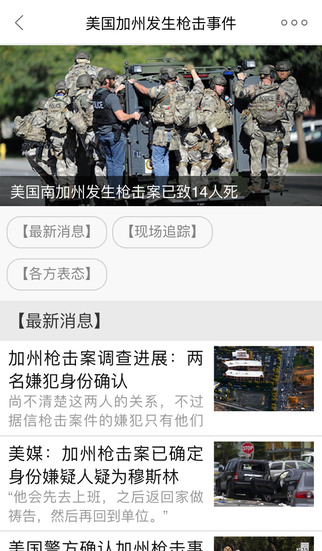 美国加州发生枪击事件
美国南加州发生枪击案已致14人死
【最新消息】
【现场追踪】
【各方表态】
【最新消息】
加州枪击案调查进展：两
名嫌犯身份确认
尚不清楚这两人的关系，不过
据信枪击案件的嫌犯只有他们
美媒：加州枪击案已确定
身份嫌疑人疑为穆斯林
“他会先去上班，之后返回家做
祷告，然后再回到单位。”
美国警方确认加州枪击事